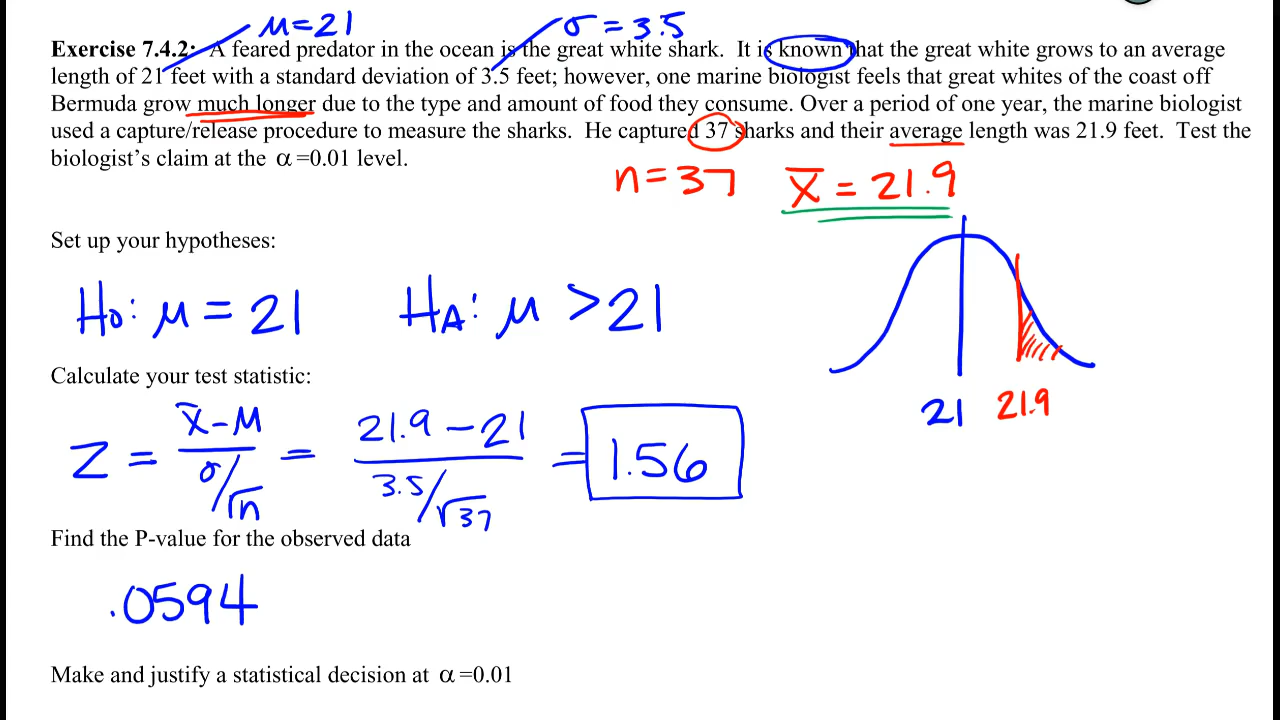 μ=21 σ = 3.5
Exercise 7.4.2: A feared predator in the ocean is the great white shark. It is known that the great white grows to an average
length of 21 feet with a standard deviation of 3.5 feet; however, one marine biologist feels that great whites of the coast off
Bermuda grow much longer due to the type and amount of food they consume. Over a period of one year, the marine biologist
used a capture/release procedure to measure the sharks. He captured 37 sharks and their average length was 21.9 feet. Test the
biologist's claim at the α=0.01 level.
n=37 x̅ = 21.9
Set up your hypotheses:
H₀: μ = 21 Hᴀ: μ > 21
Calculate your test statistic:
21 21.9
Z = (x̅-μ)/(σ/√n) = (21.9-21)/(3.5/√37) = 1.56
Find the P-value for the observed data
.0594
Make and justify a statistical decision at α=0.01